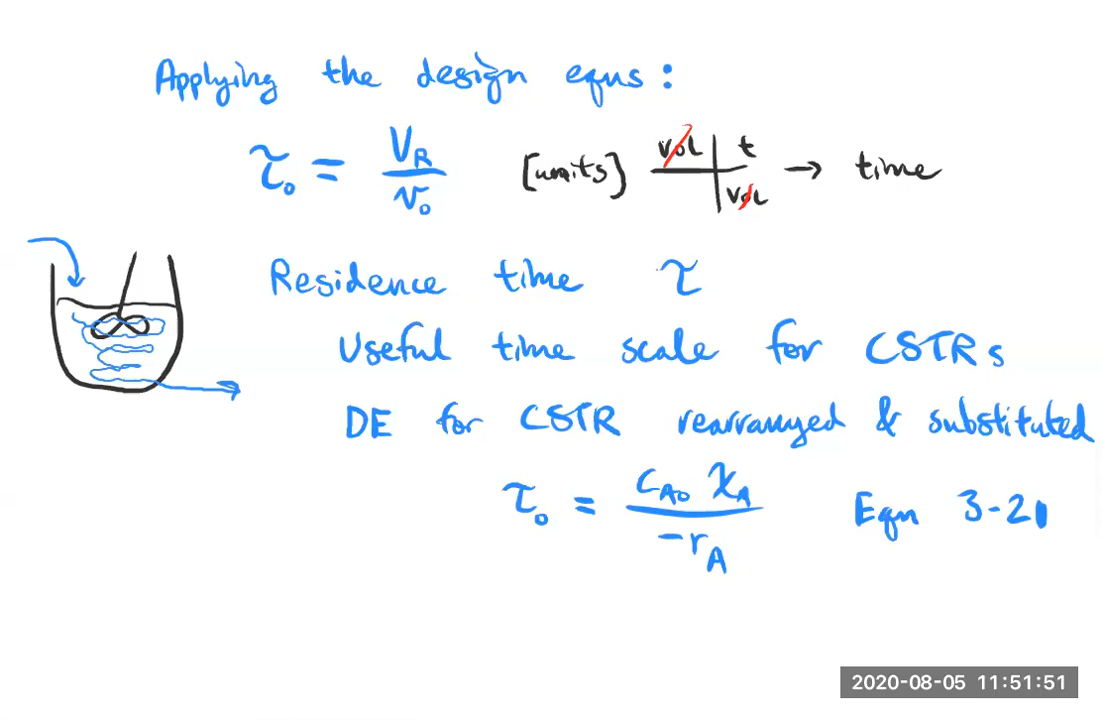 Applying the design eqns :
τ₀ = V_R / v₀ [units] vol | t / vol → time
Residence time τ
Useful time scale for CSTRs
DE for CSTR rearranged & substituted
τ₀ = C_A₀ X_A / -r_A Eqn 3-21
2020-08-05 11:51:51